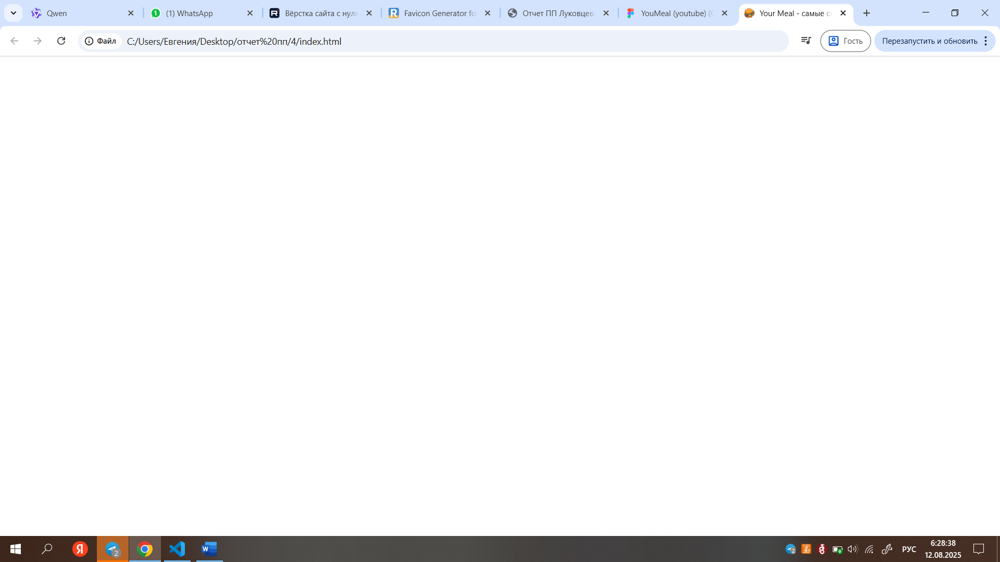 Qwen
(1) WhatsApp
Вёрстка сайта с нуля
Favicon Generator fo
Отчет ПП Луковцев
YouMeal (youtube) (
Your Meal - самые с
Файл
C:/Users/Евгения/Desktop/отчет%20пп/4/index.html
Гость
Перезапустить и обновить
2
W
2
РУС
6:28:38
12.08.2025